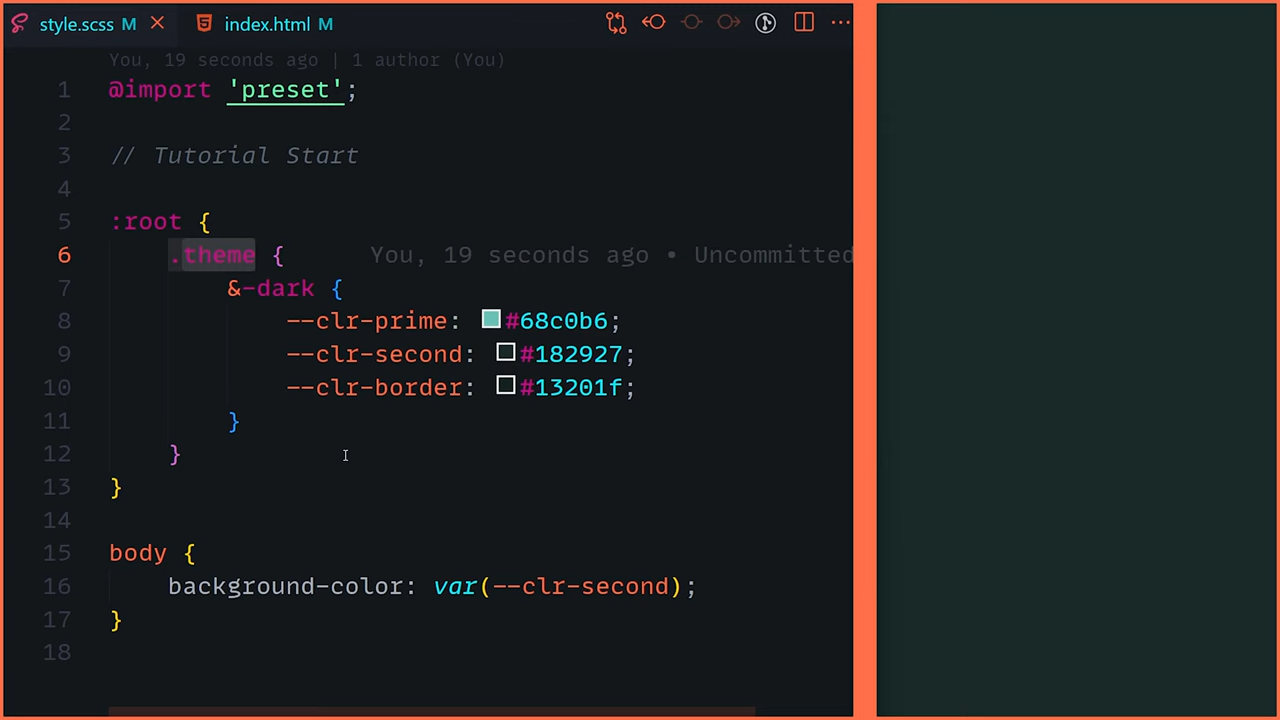 style.scss M
index.html M
You, 19 seconds ago | 1 author (You)
1 @import 'preset';
2
3 // Tutorial Start
4
5 :root {
6 .theme { You, 19 seconds ago • Uncommitted
7 &-dark {
8 --clr-prime: #68c0b6;
9 --clr-second: #182927;
10 --clr-border: #13201f;
11 }
12 }
13 }
14
15 body {
16 background-color: var(--clr-second);
17 }
18